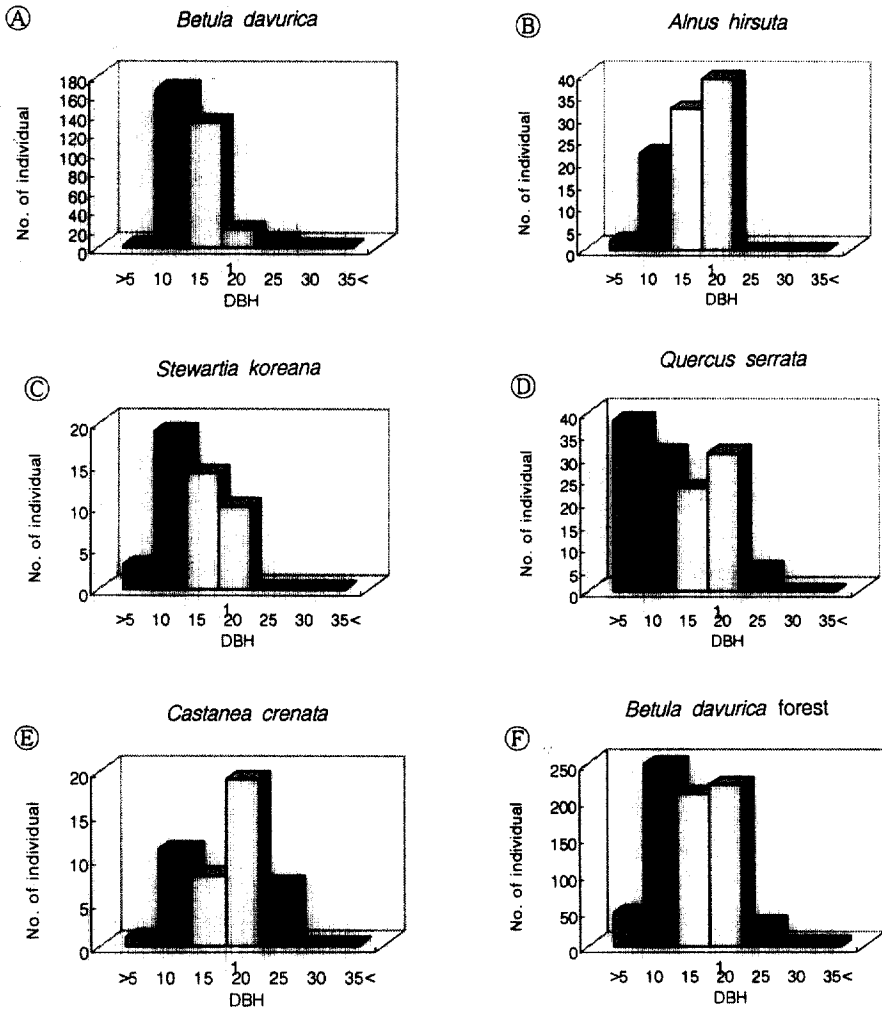 Ⓐ Betula davurica
No. of individual
180
160
140
120
100
80
60
40
20
0
>5 10 15 20 25 30 35<
1
DBH
Ⓑ Alnus hirsuta
No. of individual
40
35
30
25
20
15
10
5
0
>5 10 15 20 25 30 35<
1
DBH
Ⓒ Stewartia koreana
No. of individual
20
15
10
5
0
>5 10 15 20 25 30 35<
1
DBH
Ⓓ Quercus serrata
No. of individual
40
35
30
25
20
15
10
5
0
>5 10 15 20 25 30 35<
1
DBH
Ⓔ Castanea crenata
No. of individual
20
15
10
5
0
>5 10 15 20 25 30 35<
1
DBH
Ⓕ Betula davurica forest
No. of individual
250
200
150
100
50
0
>5 10 15 20 25 30 35<
1
DBH